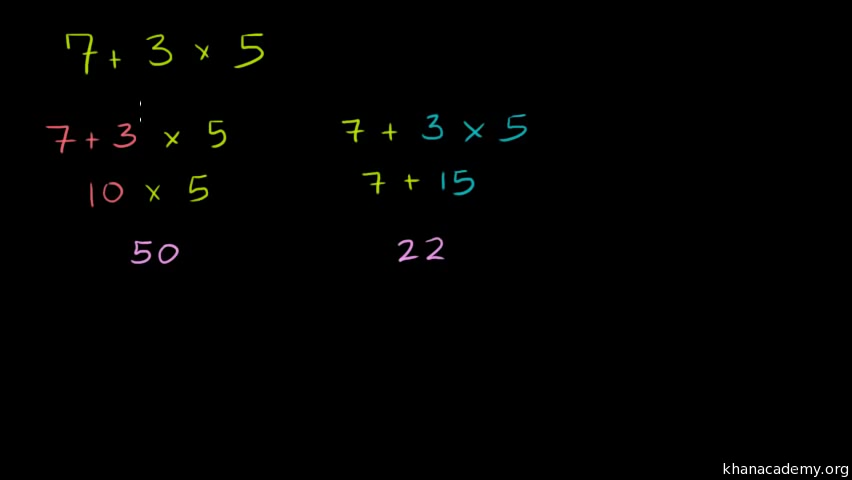 7 + 3 × 5
7 + 3 × 5
10 × 5
50
7 + 3 × 5
7 + 15
22
khanacademy.org